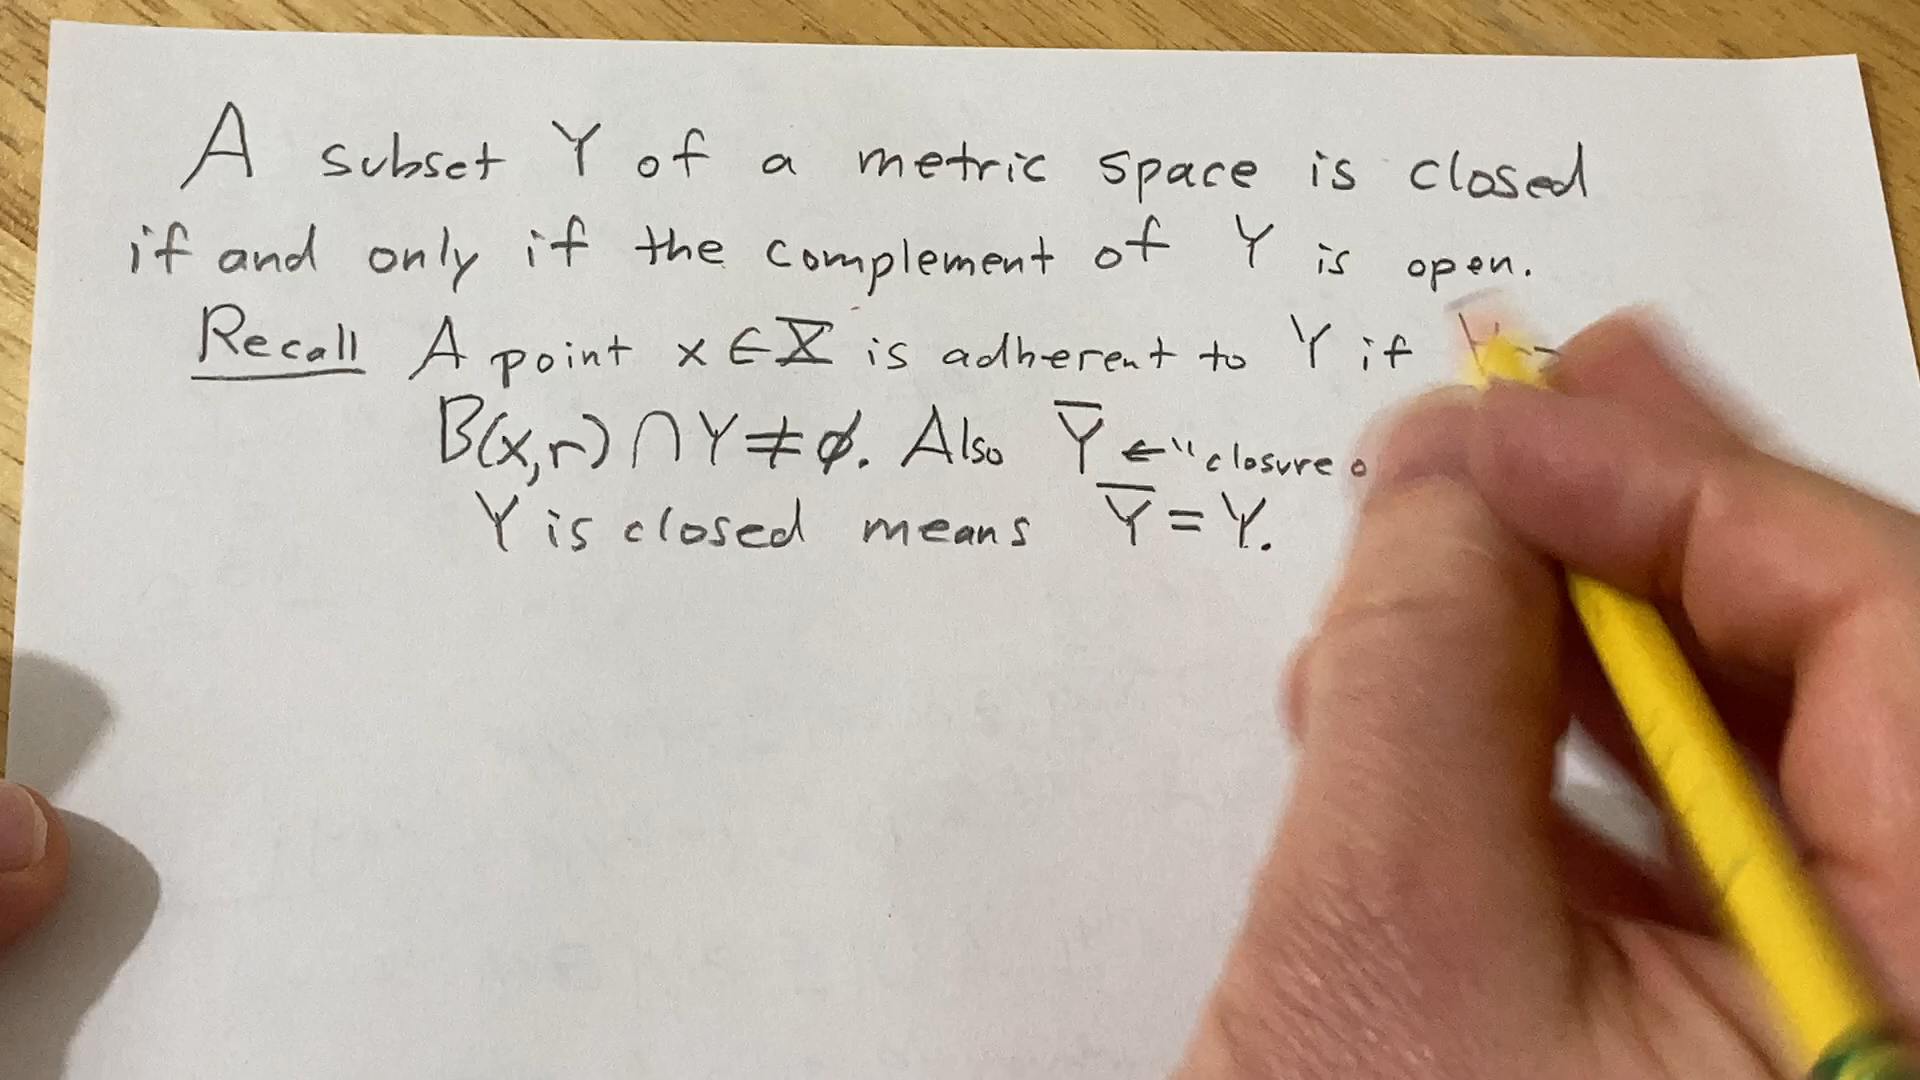 A subset Y of a metric space is closed
if and only if the complement of Y is open.
Recall A point x ∈ X is adherent to Y if
B(x,r) ∩ Y ≠ ∅. Also Y̅ ← "closure o
Y is closed means Y̅ = Y.